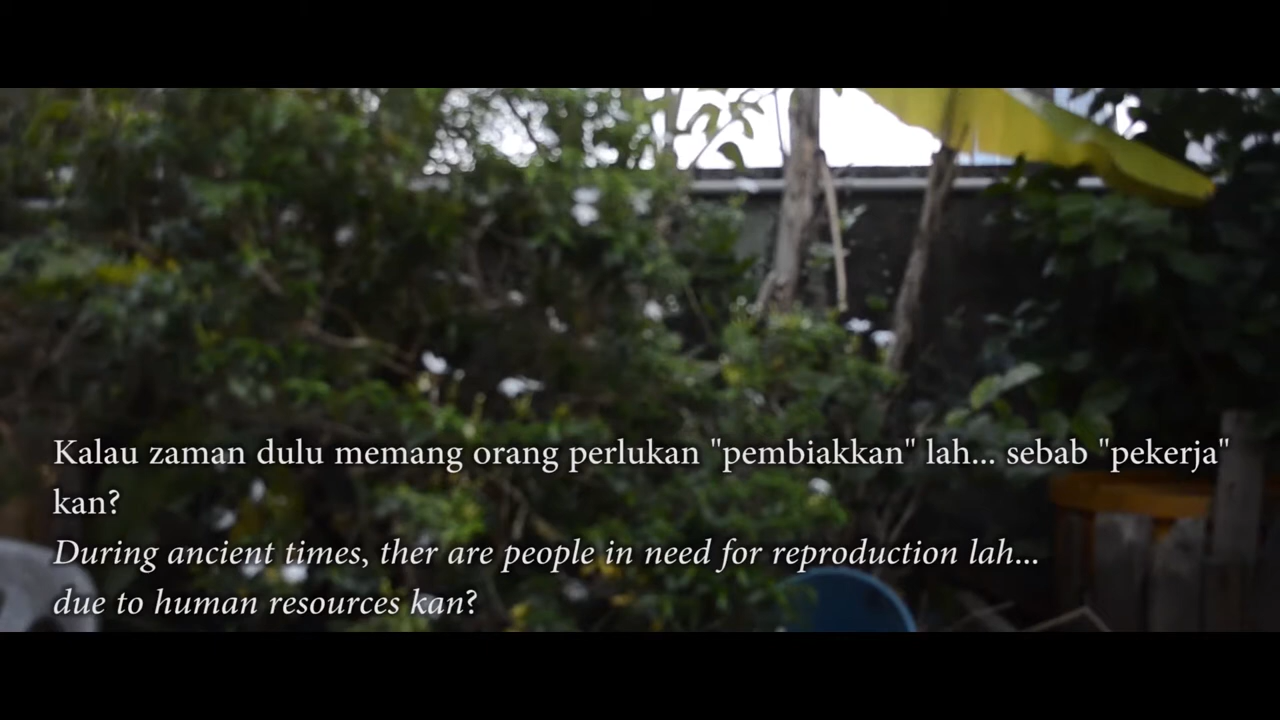 Kalau zaman dulu memang orang perlukan "pembiakkan" lah... sebab "pekerja"
kan?
During ancient times, ther are people in need for reproduction lah...
due to human resources kan?